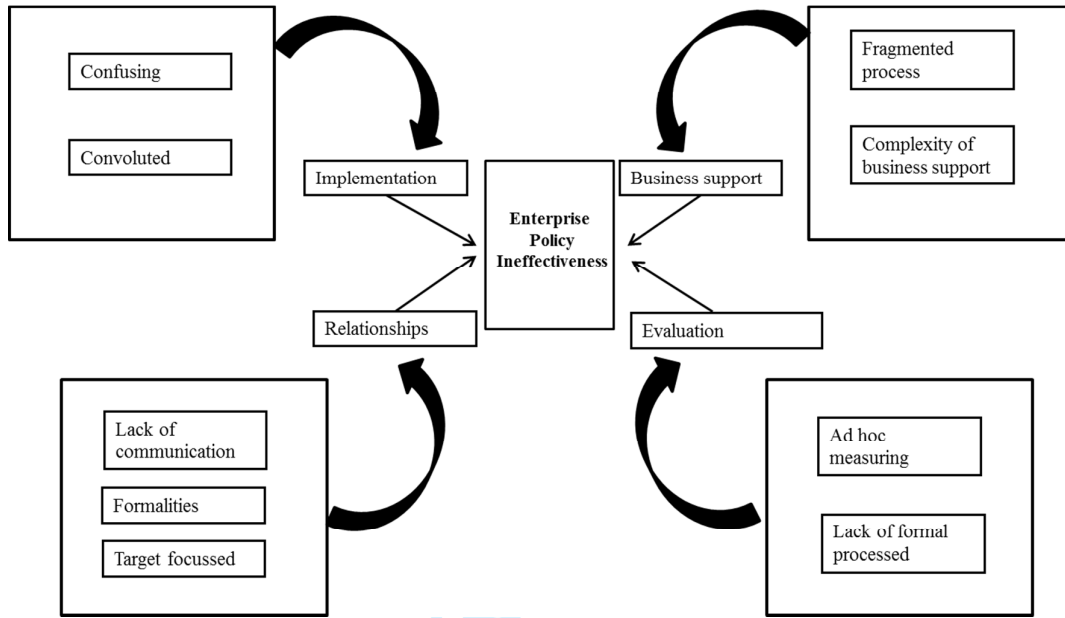 Confusing
Convoluted
Fragmented
process
Complexity of
business support
Implementation
Enterprise
Policy
Ineffectiveness
Business support
Relationships
Evaluation
Lack of
communication
Formalities
Target focussed
Ad hoc
measuring
Lack of formal
processed